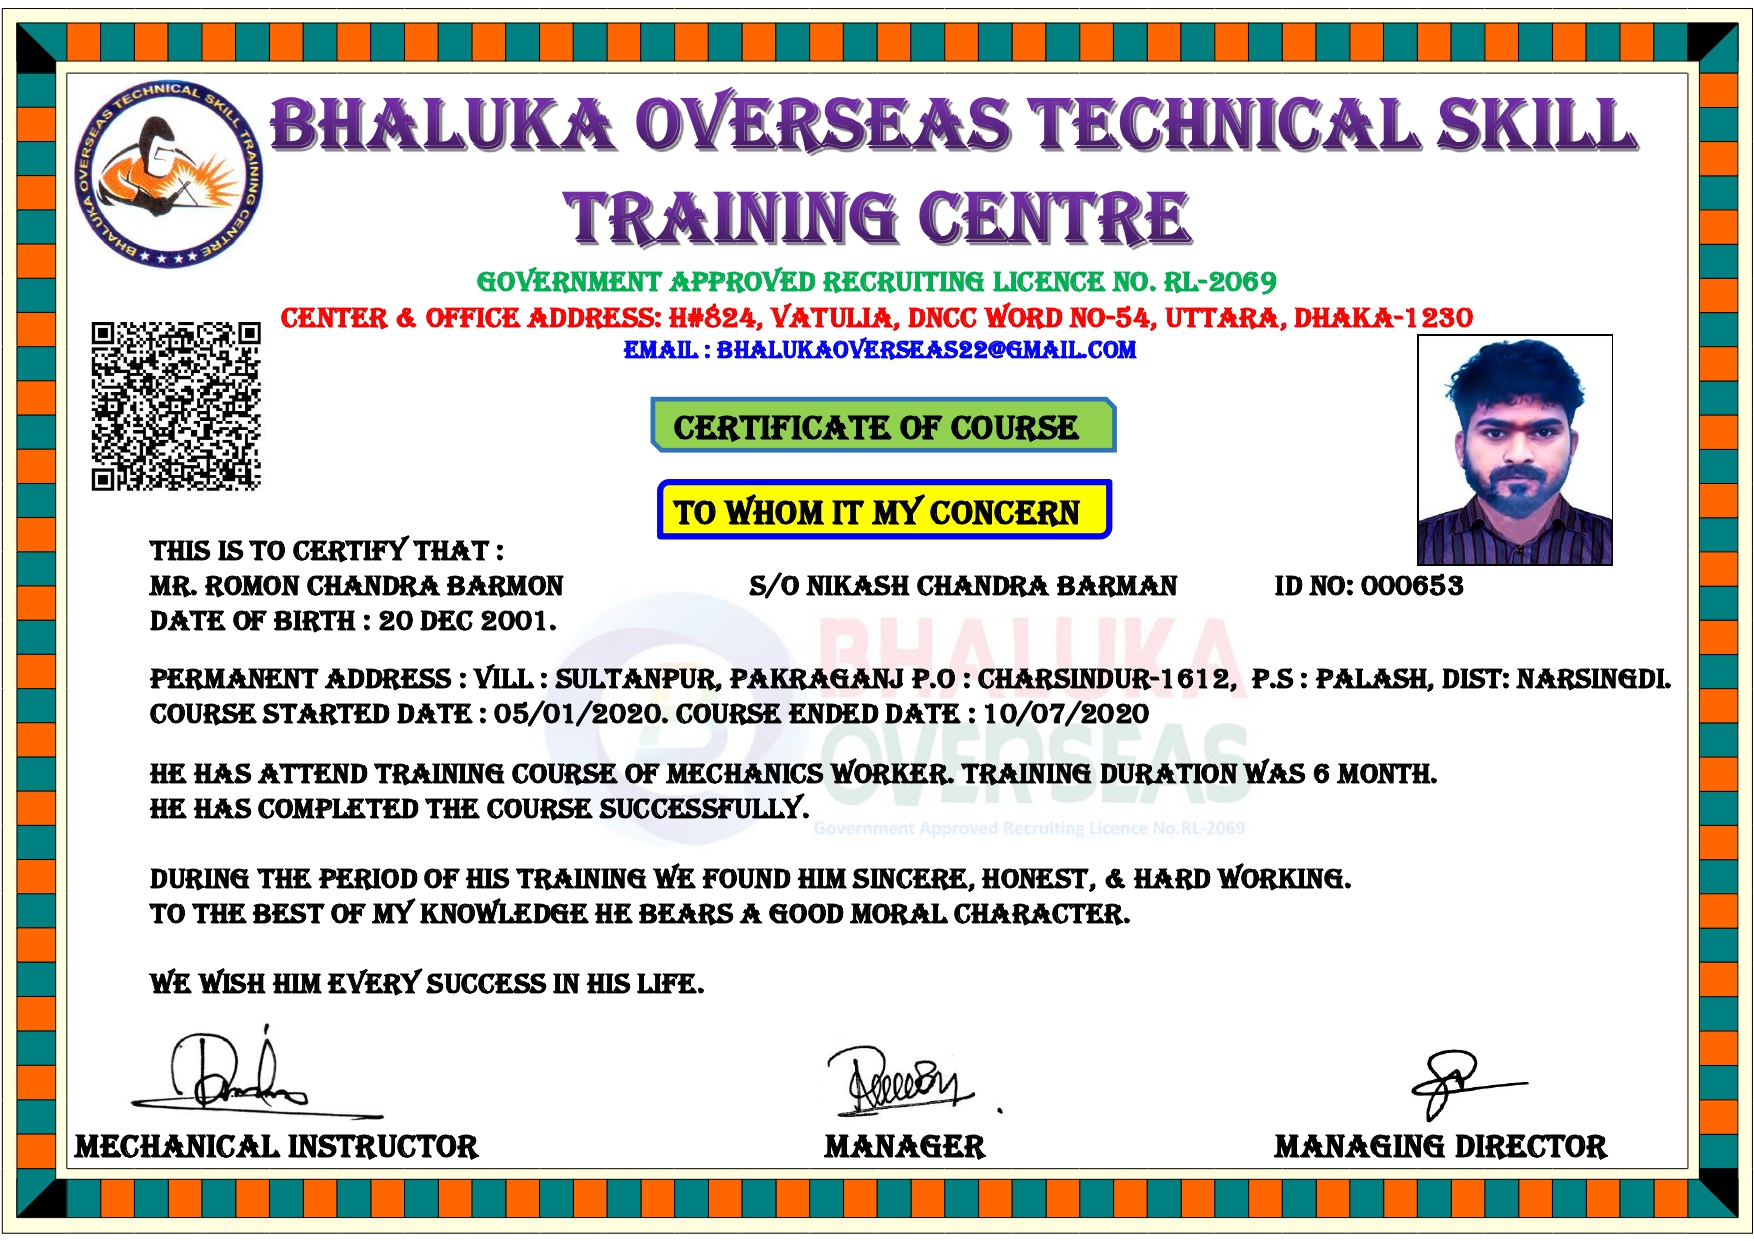 BHALUKA OVERSEAS TECHNICAL SKILL TRAINING CENTRE
BHALUKA OVERSEAS TECHNICAL SKILL
TRAINING CENTRE
GOVERNMENT APPROVED RECRUITING LICENCE NO. RL-2069
CENTER & OFFICE ADDRESS: H#824, VATULIA, DNCC WORD NO-54, UTTARA, DHAKA-1230
EMAIL : BHALUKAOVERSEAS22@GMAIL.COM
CERTIFICATE OF COURSE
TO WHOM IT MY CONCERN
THIS IS TO CERTIFY THAT :
MR. ROMON CHANDRA BARMON S/O NIKASH CHANDRA BARMAN ID NO: 000653
DATE OF BIRTH : 20 DEC 2001.
BHALUKA
PERMANENT ADDRESS : VILL : SULTANPUR, PAKRAGANJ P.O : CHARSINDUR-1612, P.S : PALASH, DIST: NARSINGDI.
COURSE STARTED DATE : 05/01/2020. COURSE ENDED DATE : 10/07/2020
OVERSEAS
HE HAS ATTEND TRAINING COURSE OF MECHANICS WORKER. TRAINING DURATION WAS 6 MONTH.
HE HAS COMPLETED THE COURSE SUCCESSFULLY.
Government Approved Recruiting Licence No.RL-2069
DURING THE PERIOD OF HIS TRAINING WE FOUND HIM SINCERE, HONEST, & HARD WORKING.
TO THE BEST OF MY KNOWLEDGE HE BEARS A GOOD MORAL CHARACTER.
WE WISH HIM EVERY SUCCESS IN HIS LIFE.
MECHANICAL INSTRUCTOR MANAGER MANAGING DIRECTOR